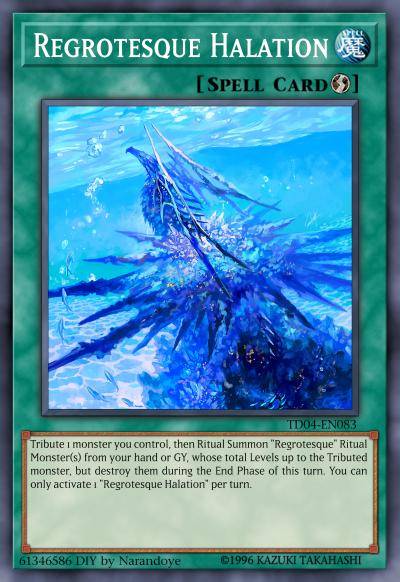 REGROTESQUE HALATION
魔
[SPELL CARD]
TD04-EN083
Tribute 1 monster you control, then Ritual Summon "Regrotesque" Ritual
Monster(s) from your hand or GY, whose total Levels up to the Tributed
monster, but destroy them during the End Phase of this turn. You can
only activate 1 "Regrotesque Halation" per turn.
61346586 DIY by Narandoye
©1996 KAZUKI TAKAHASHI